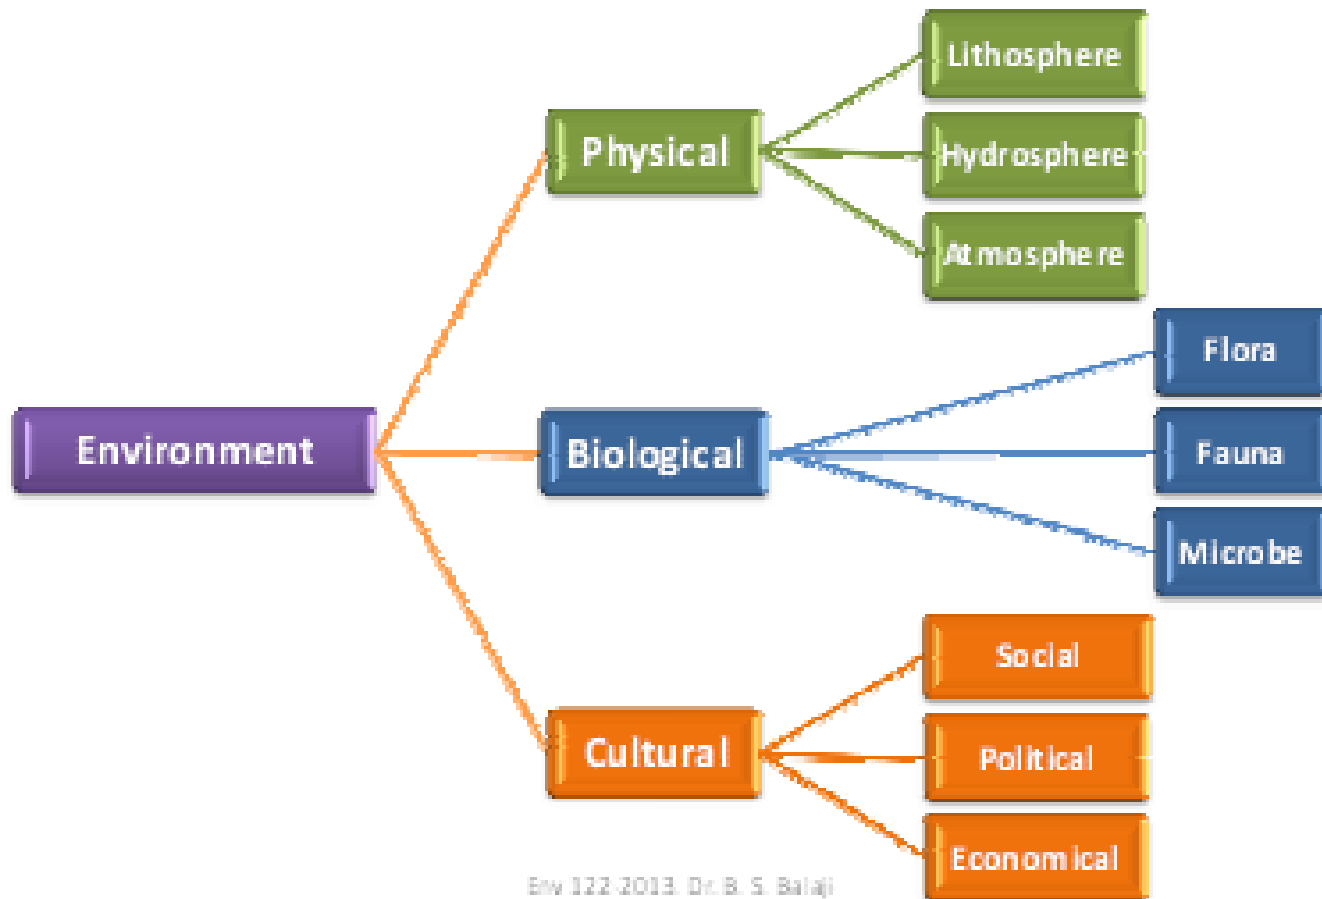 Environment
Physical
Lithosphere
Hydrosphere
Atmosphere
Biological
Flora
Fauna
Microbe
Cultural
Social
Political
Economical
Env 122-2013. Dr. B. S. Balaji